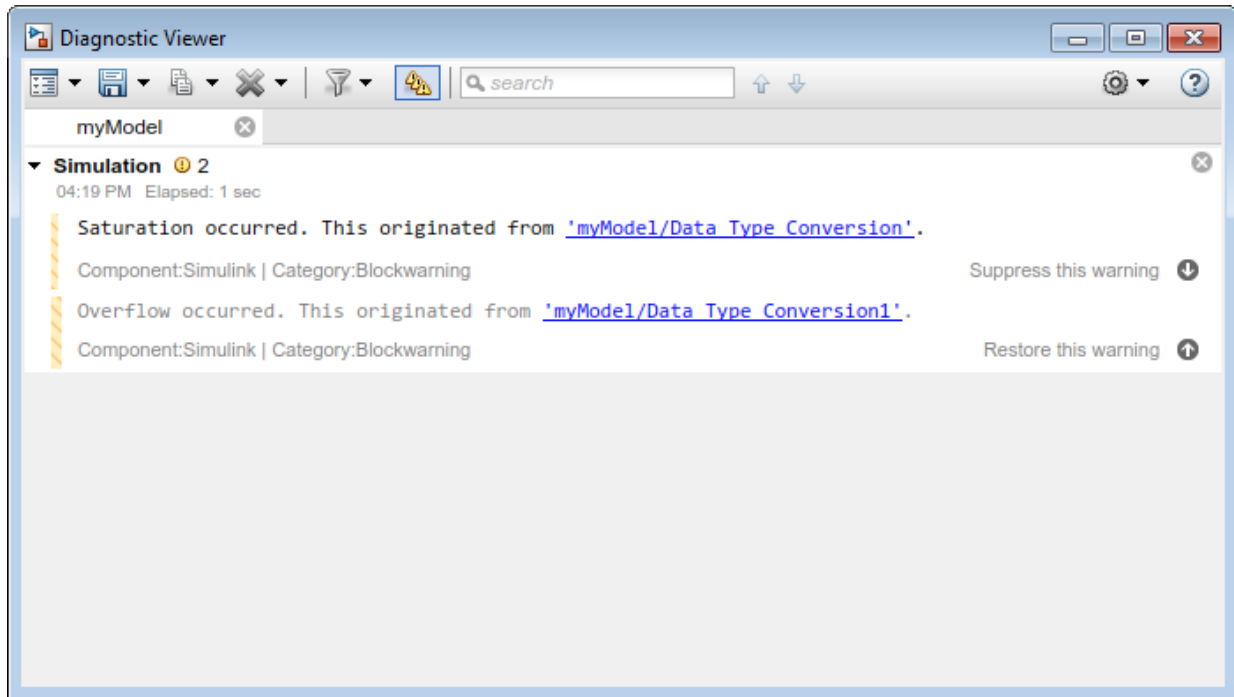 Diagnostic Viewer
search
myModel
Simulation 2
04:19 PM Elapsed: 1 sec
Saturation occurred. This originated from 'myModel/Data Type Conversion'.
Component:Simulink | Category:Blockwarning Suppress this warning
Overflow occurred. This originated from 'myModel/Data Type Conversion1'.
Component:Simulink | Category:Blockwarning Restore this warning